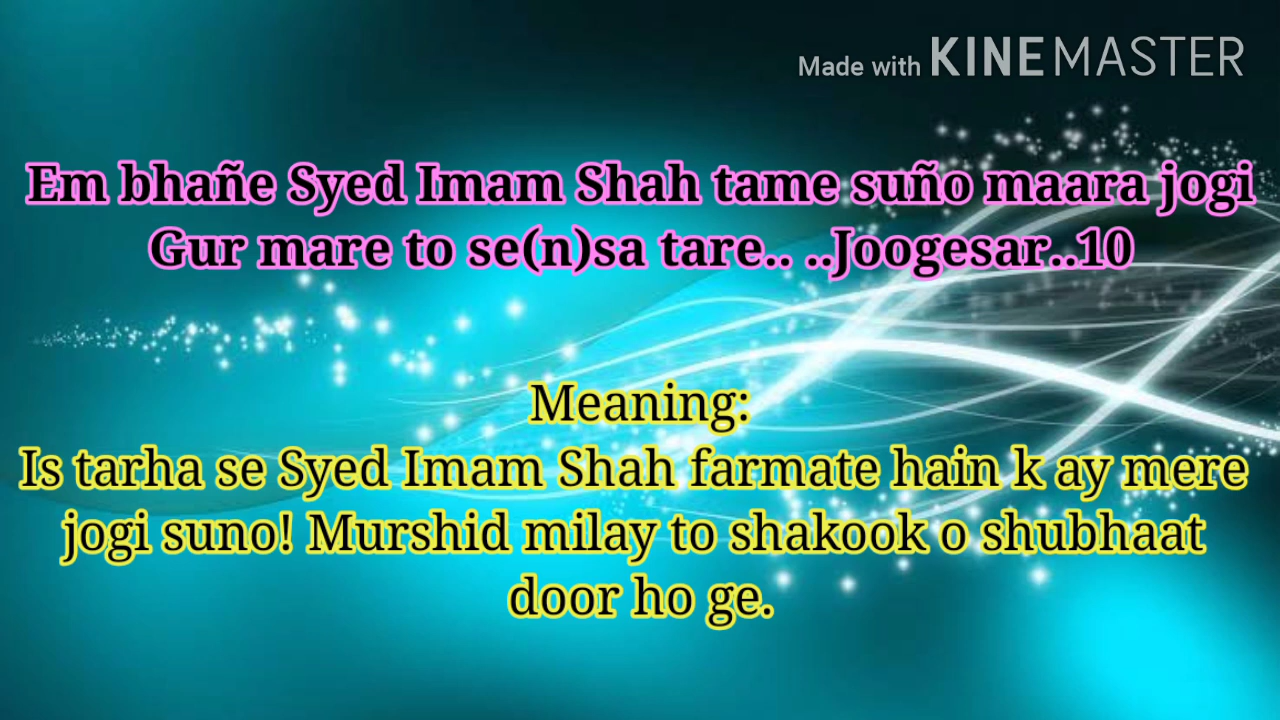 Made with KINEMASTER
Em bhañe Syed Imam Shah tame suño maara jogi
Gur mare to se(n)sa tare.. ..Joogesar..10
Meaning:
Is tarha se Syed Imam Shah farmate hain k ay mere
jogi suno! Murshid milay to shakook o shubhaat
door ho ge.